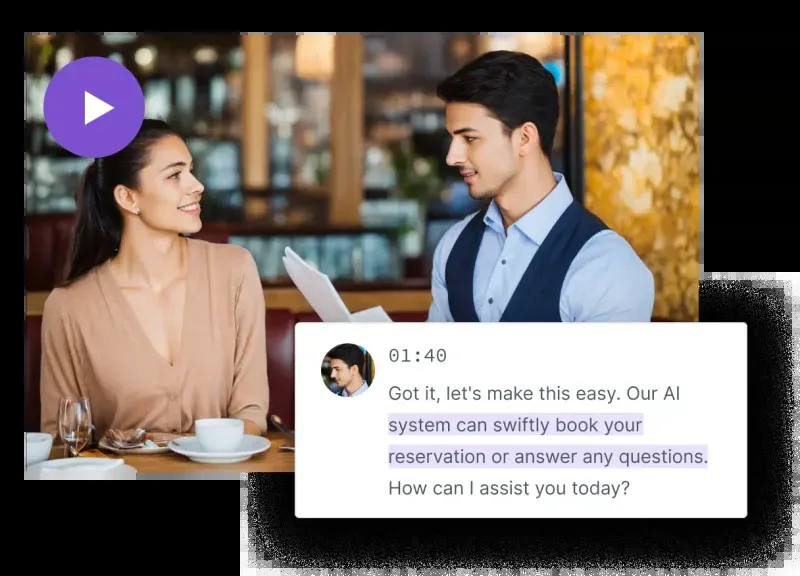 01:40
Got it, let's make this easy. Our AI
system can swiftly book your
reservation or answer any questions.
How can I assist you today?